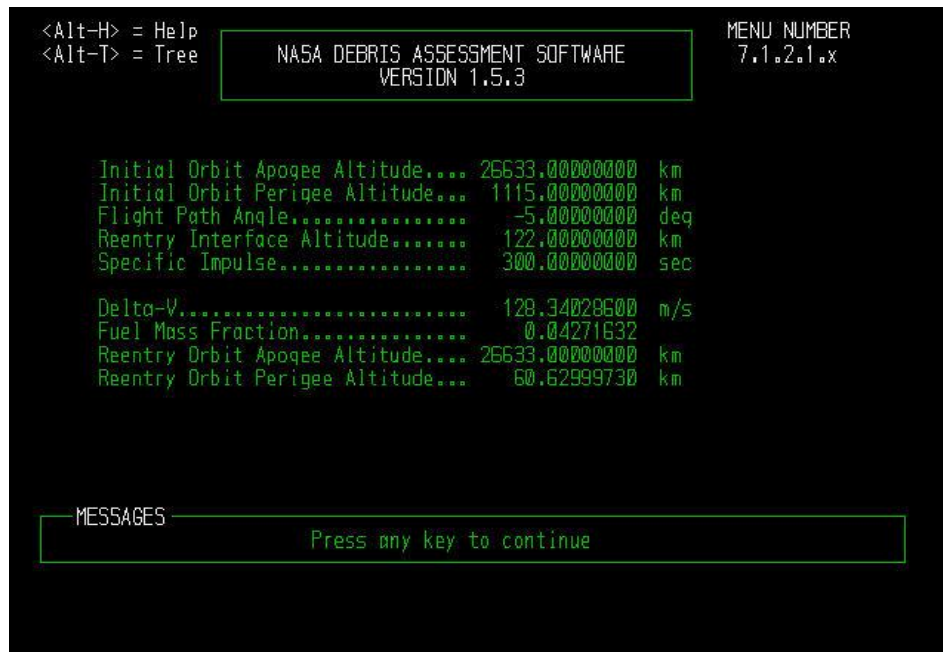 <Alt-H> = Help
<Alt-T> = Tree
NASA DEBRIS ASSESSMENT SOFTWARE
VERSION 1.5.3
MENU NUMBER
7.1.2.1.x
Initial Orbit Apogee Altitude.... 26633.00000000 km
Initial Orbit Perigee Altitude... 1115.00000000 km
Flight Path Angle................ -5.00000000 deg
Reentry Interface Altitude....... 122.00000000 km
Specific Impulse................. 300.00000000 sec
Delta-V.......................... 128.34028600 m/s
Fuel Mass Fraction............... 0.04271632
Reentry Orbit Apogee Altitude.... 26633.00000000 km
Reentry Orbit Perigee Altitude... 60.62999730 km
MESSAGES
Press any key to continue